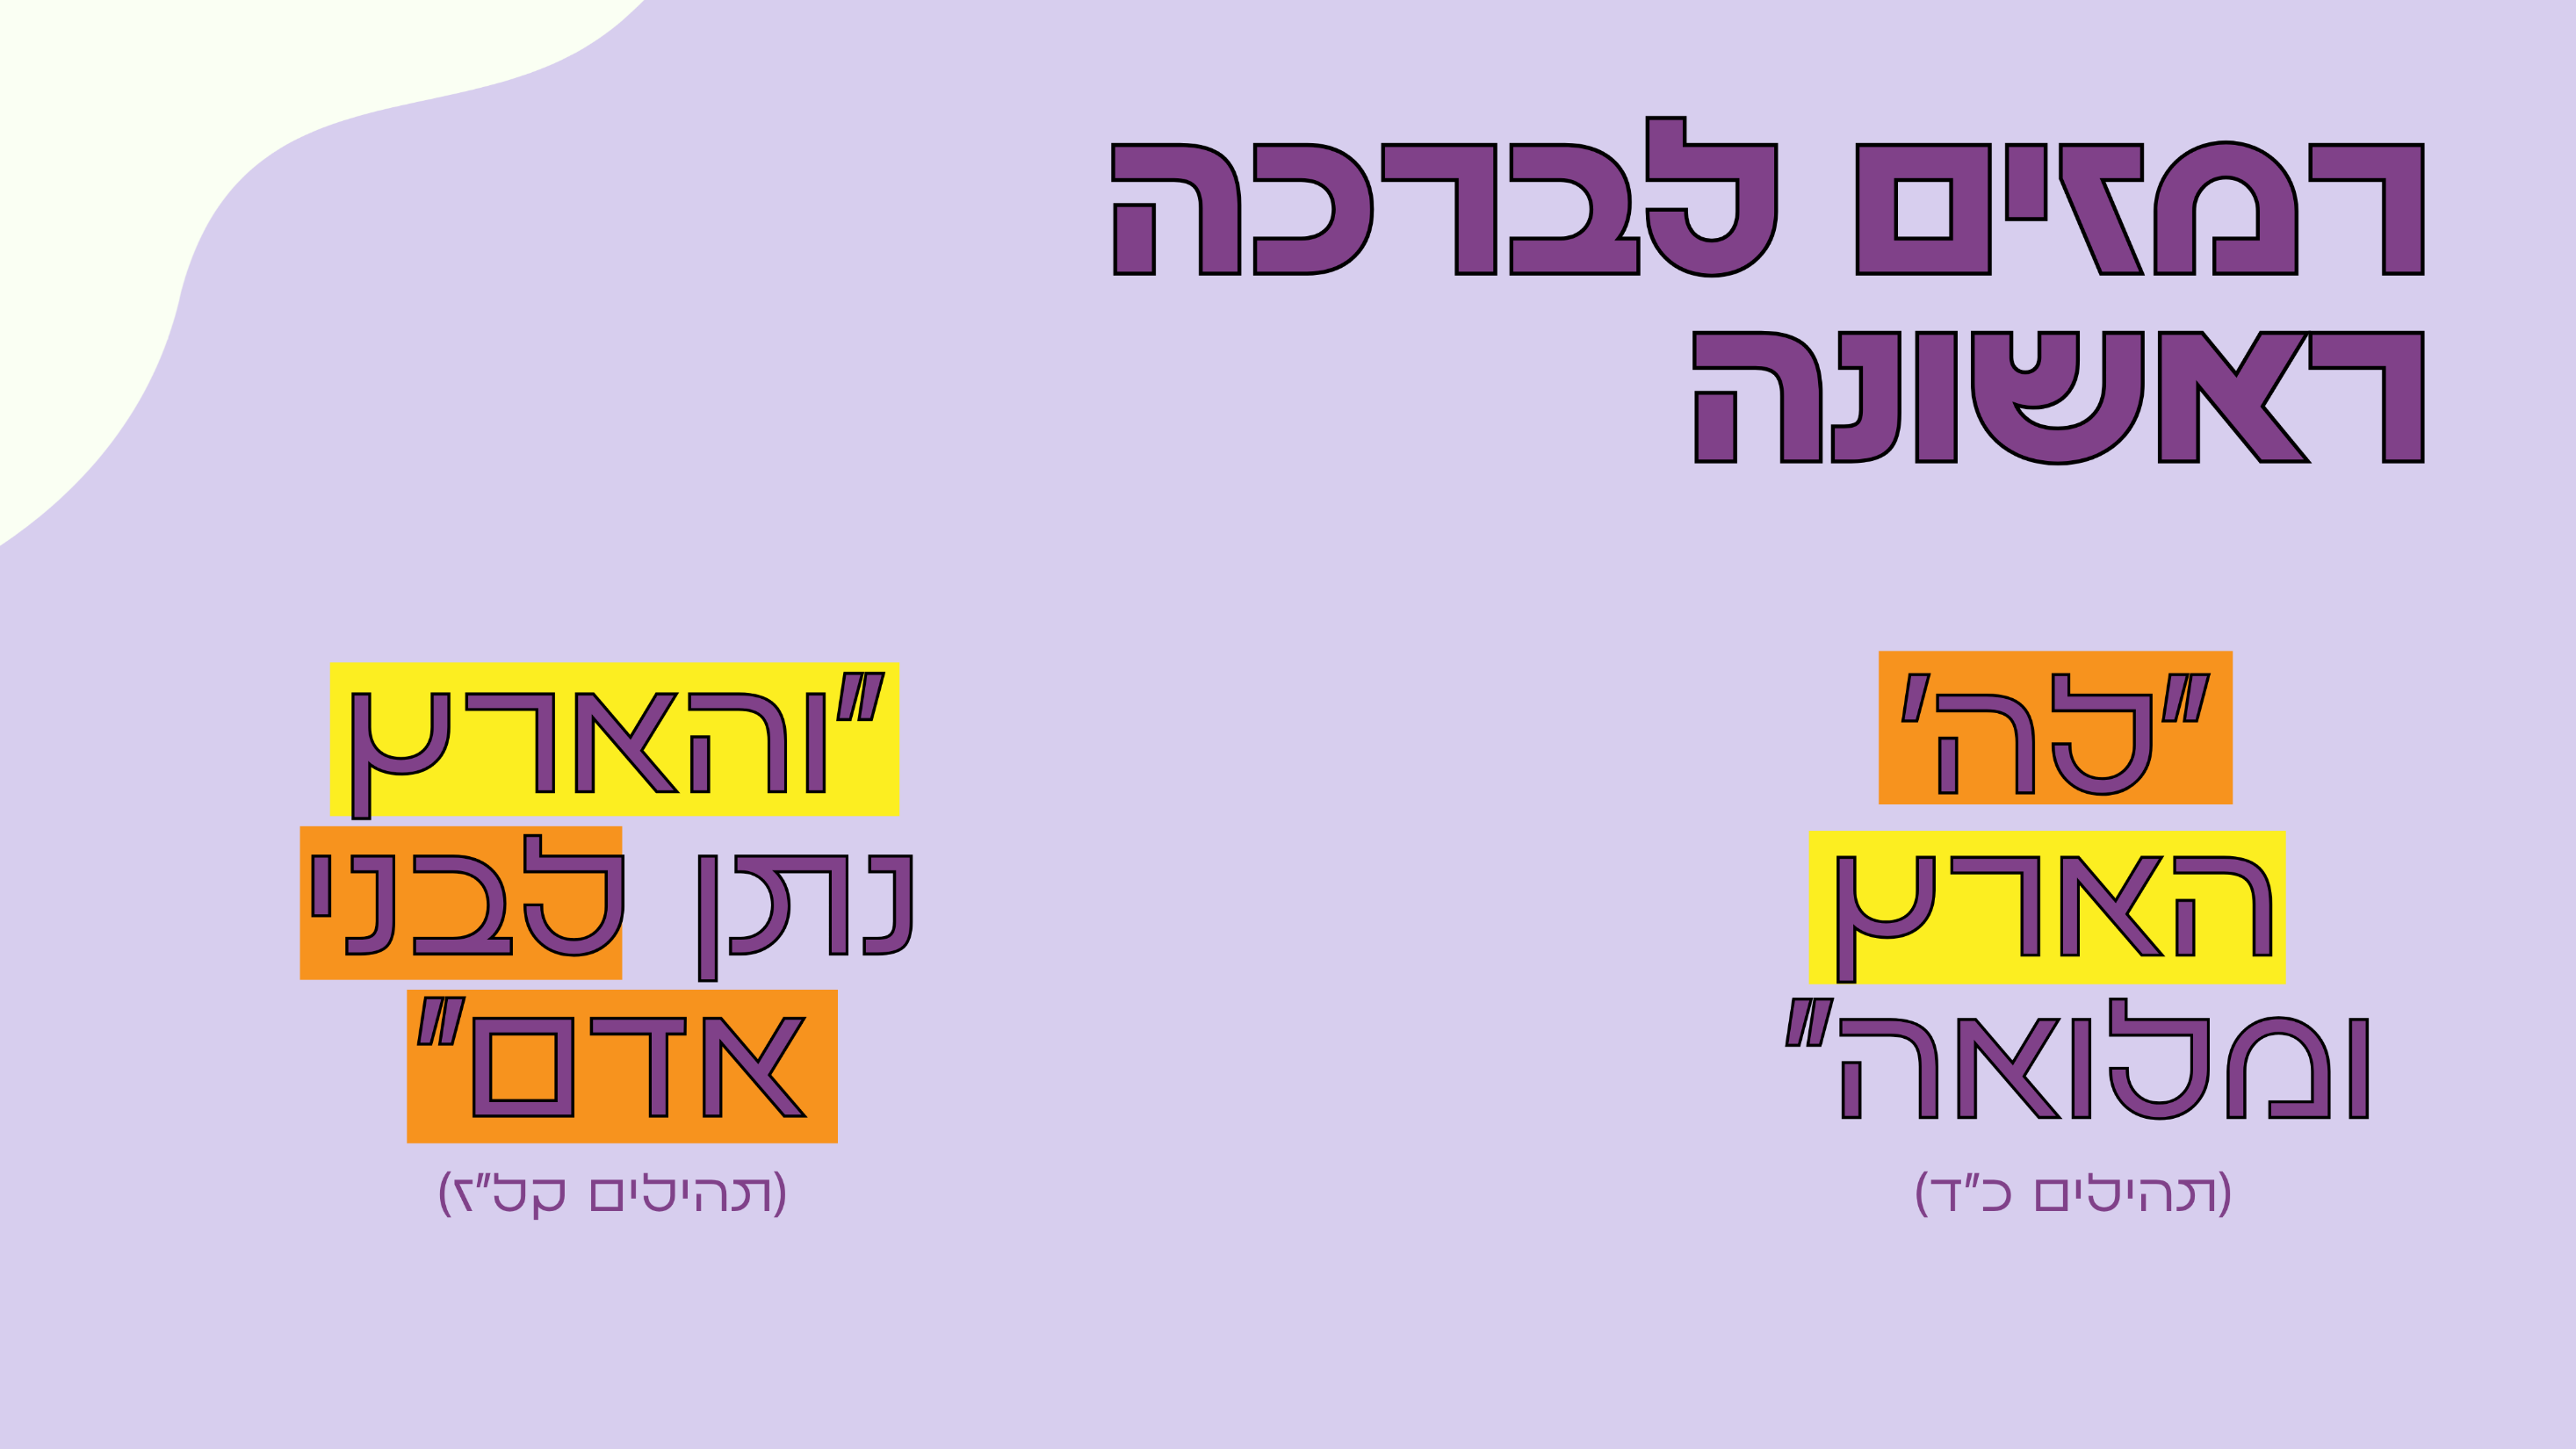 רמזים לברכה
ראשונה
"לה'
הארץ
ומלואה"
(תהילים כ"ד)
"והארץ
נתן לבני
אדם"
(תהילים קל"ז)